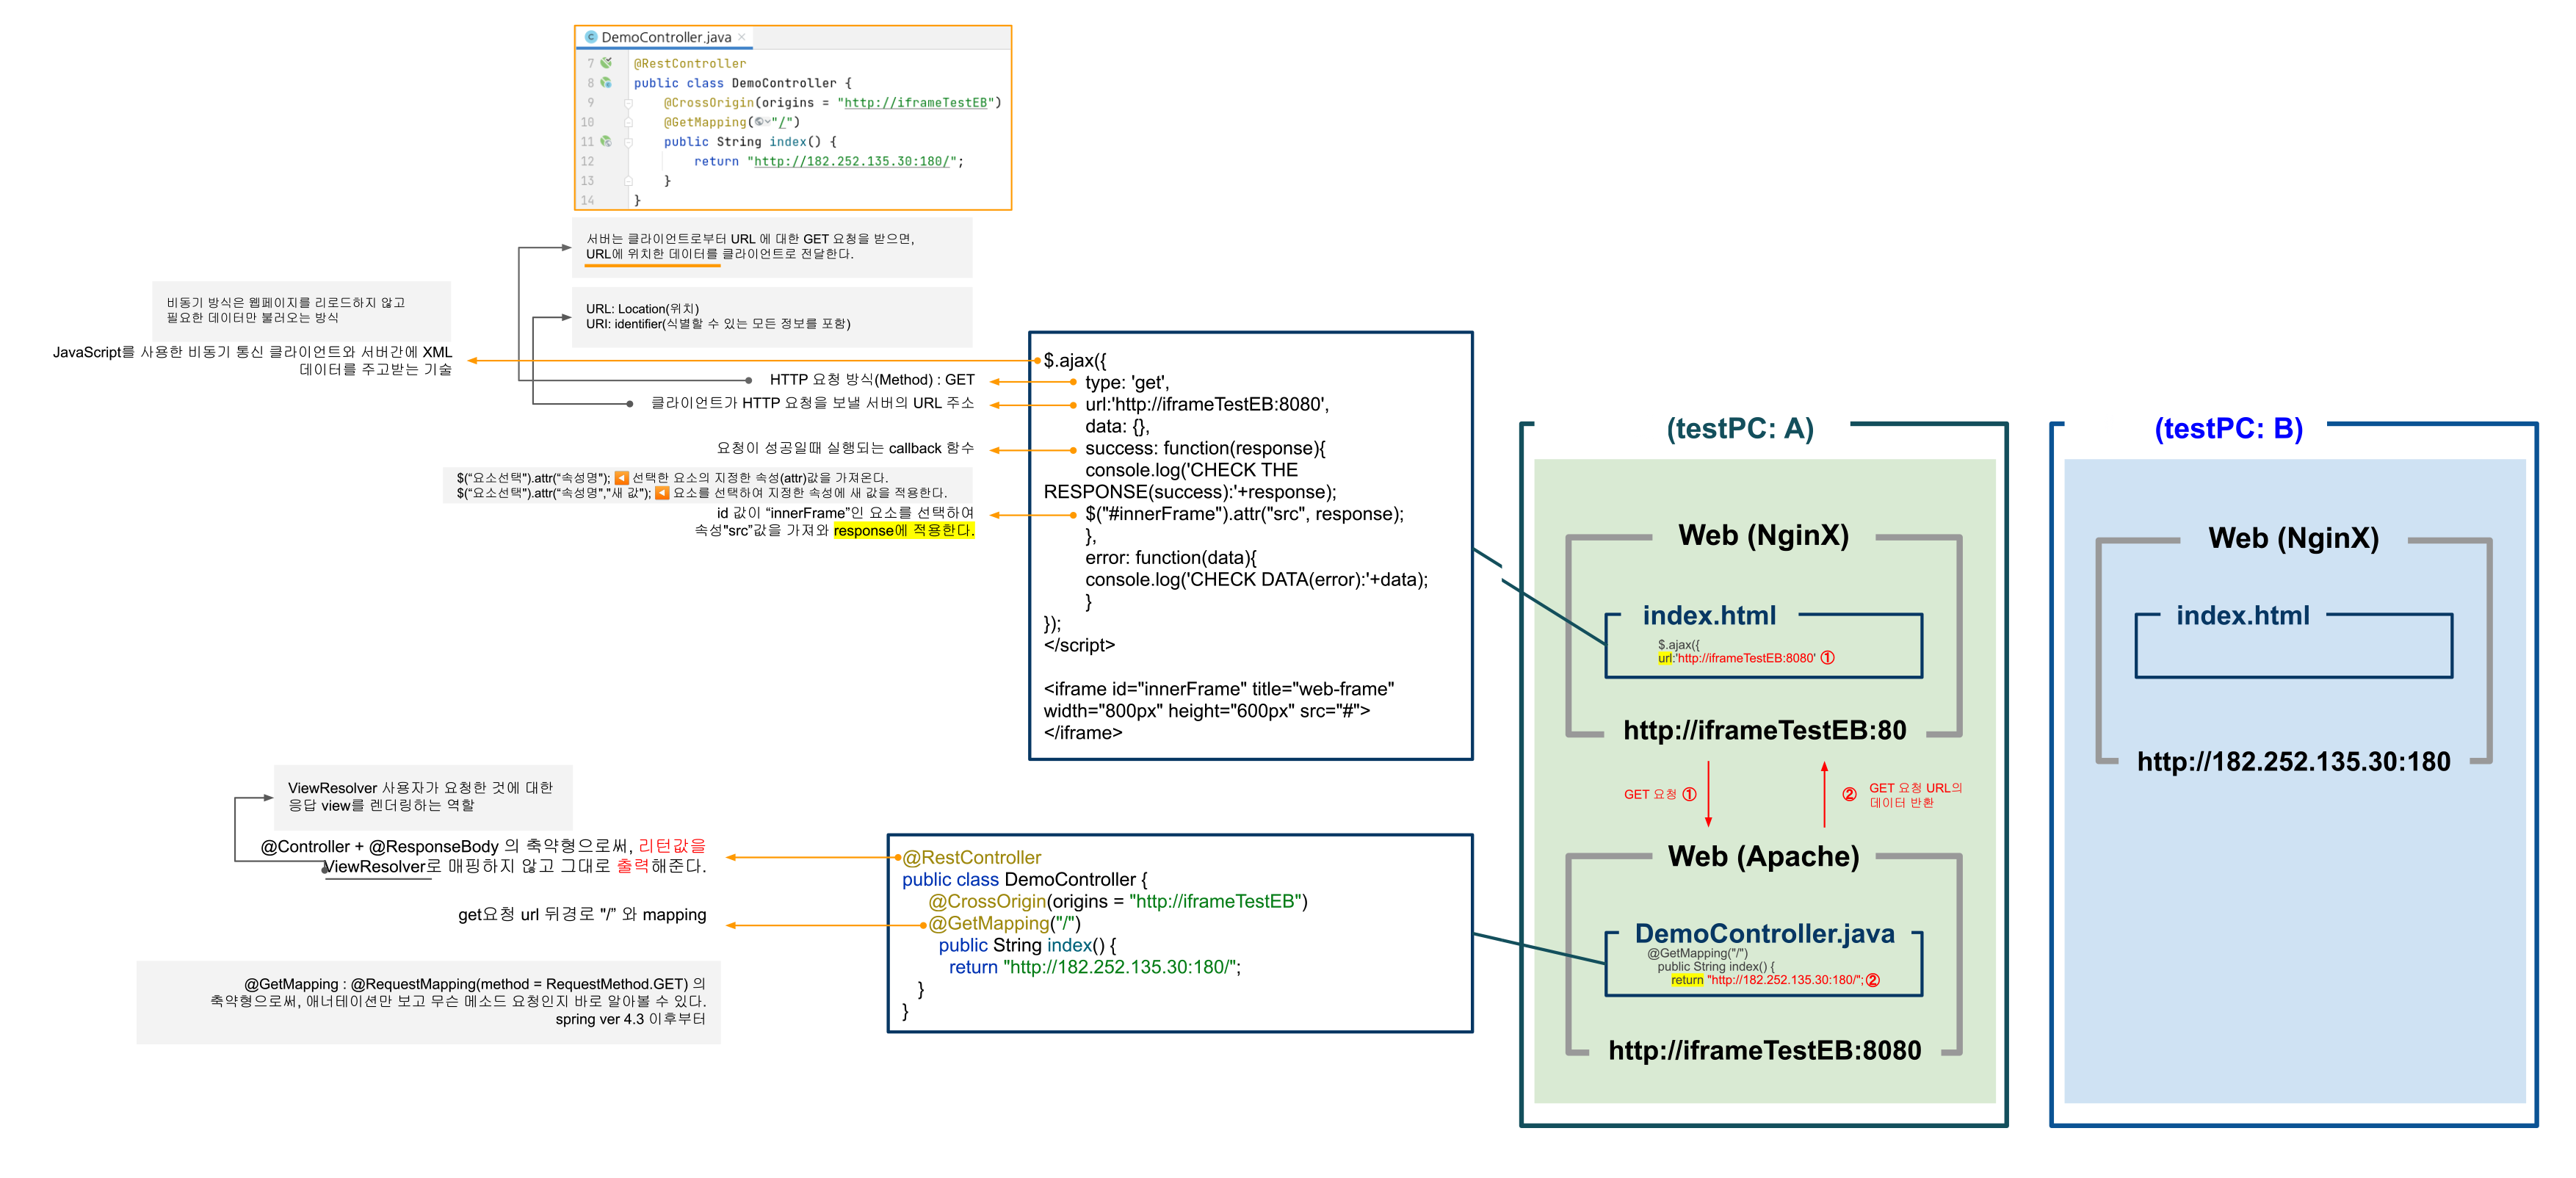 DemoController.java
7 @RestController
8 public class DemoController {
9 @CrossOrigin(origins = "http://iframeTestEB")
10 @GetMapping("/")
11 public String index() {
12 return "http://182.252.135.30:180/";
13 }
14 }
서버는 클라이언트로부터 URL 에 대한 GET 요청을 받으면,
URL에 위치한 데이터를 클라이언트로 전달한다.
URL: Location(위치)
URI: identifier(식별할 수 있는 모든 정보를 포함)
비동기 방식은 웹페이지를 리로드하지 않고
필요한 데이터만 불러오는 방식
JavaScript를 사용한 비동기 통신 클라이언트와 서버간에 XML
데이터를 주고받는 기술
HTTP 요청 방식(Method) : GET
클라이언트가 HTTP 요청을 보낼 서버의 URL 주소
요청이 성공일때 실행되는 callback 함수
$(“요소선택").attr(“속성명"); ◀ 선택한 요소의 지정한 속성(attr)값을 가져온다.
$(“요소선택").attr(“속성명","새 값"); ◀ 요소를 선택하여 지정한 속성에 새 값을 적용한다.
id 값이 “innerFrame”인 요소를 선택하여
속성"src”값을 가져와 response에 적용한다.
$.ajax({
type: 'get',
url:'http://iframeTestEB:8080',
data: {},
success: function(response){
console.log('CHECK THE
RESPONSE(success):'+response);
$("#innerFrame").attr("src", response);
},
error: function(data){
console.log('CHECK DATA(error):'+data);
}
});
</script>
<iframe id="innerFrame" title="web-frame"
width="800px" height="600px" src="#">
</iframe>
ViewResolver 사용자가 요청한 것에 대한
응답 view를 렌더링하는 역할
@Controller + @ResponseBody 의 축약형으로써, 리턴값을
ViewResolver로 매핑하지 않고 그대로 출력해준다.
get요청 url 뒤경로 "/” 와 mapping
@GetMapping : @RequestMapping(method = RequestMethod.GET) 의
축약형으로써, 애너테이션만 보고 무슨 메소드 요청인지 바로 알아볼 수 있다.
spring ver 4.3 이후부터
@RestController
public class DemoController {
@CrossOrigin(origins = "http://iframeTestEB")
@GetMapping("/")
public String index() {
return "http://182.252.135.30:180/";
}
}
(testPC: A)
Web (NginX)
index.html
$.ajax({
url:'http://iframeTestEB:8080' ①
http://iframeTestEB:80
GET 요청 ①
② GET 요청 URL의
데이터 반환
Web (Apache)
DemoController.java
@GetMapping("/")
public String index() {
return "http://182.252.135.30:180/"; ②
http://iframeTestEB:8080
(testPC: B)
Web (NginX)
index.html
http://182.252.135.30:180